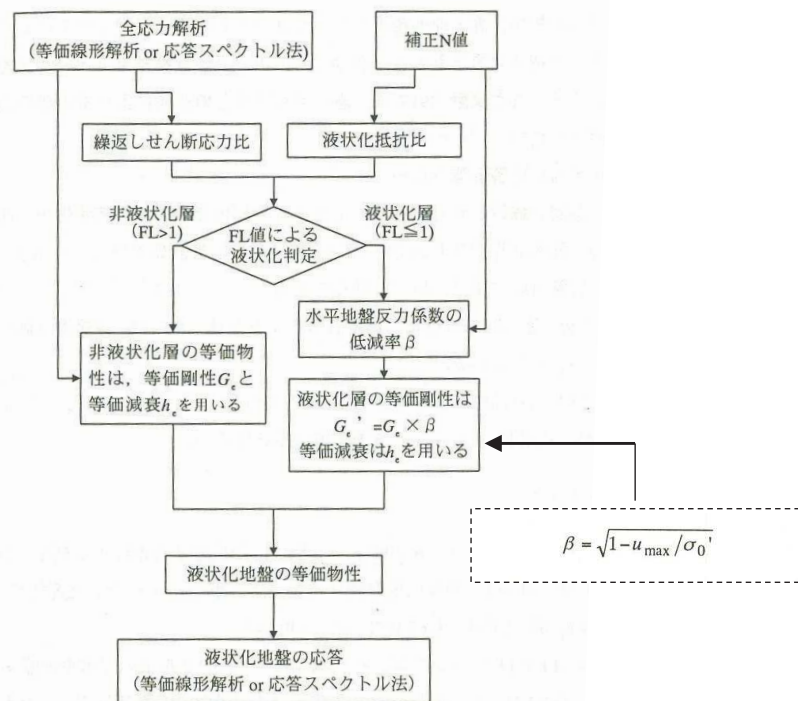 全応力解析
(等価線形解析 or 応答スペクトル法)
補正N値
繰返しせん断応力比
液状化抵抗比
非液状化層
(FL>1)
液状化層
(FL≦1)
FL値による
液状化判定
水平地盤反力係数の
低減率β
非液状化層の等価物
性は，等価剛性Geと
等価減衰heを用いる
液状化層の等価剛性は
Ge' =Ge×β
等価減衰はheを用いる
β = √1−umax/σ0'
液状化地盤の等価物性
液状化地盤の応答
(等価線形解析 or 応答スペクトル法)